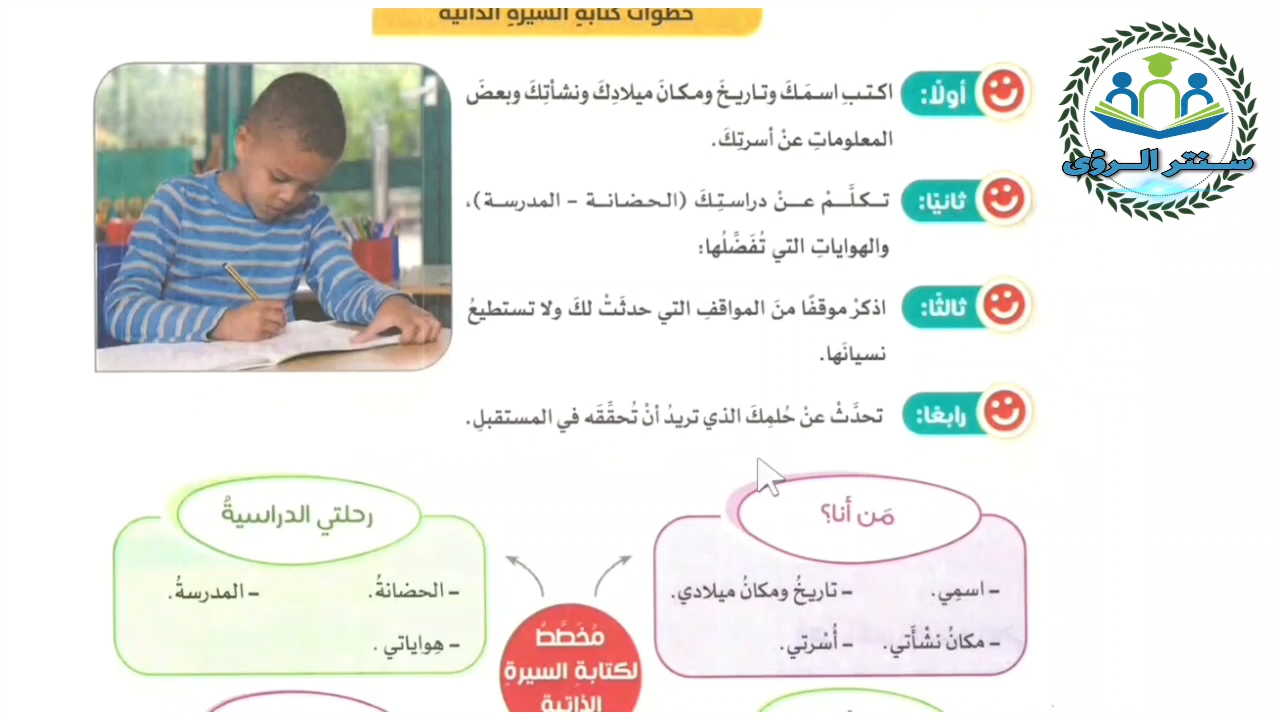 خطوات كتابةِ السيرةِ الذاتية
سنتر الرؤى
أولًا: اكتبِ اسمَكَ وتاريخَ ومكانَ ميلادِكَ ونشأتِكَ وبعضَ
المعلوماتِ عنْ أسرتِكَ.
ثانيًا: تكلَّمْ عنْ دراستِكَ (الحضانة - المدرسة)،
والهواياتِ التي تُفَضِّلُها:
ثالثًا: اذكرْ موقفًا منَ المواقفِ التي حدثَتْ لكَ ولا تستطيعُ
نسيانَها.
رابعًا: تحدَّثْ عنْ حُلمِكَ الذي تريدُ أنْ تُحقِّقَه في المستقبلِ.
مَن أنا؟
- اسمِي. - تاريخُ ومكانُ ميلادي.
- مكانُ نشْأَتي. - أُسْرتي.
رحلتي الدراسيةُ
- الحضانةُ. - المدرسةُ.
- هِواياتي .
مُخَطَّطُ
لكتابةِ السيرةِ
الذاتيةِ